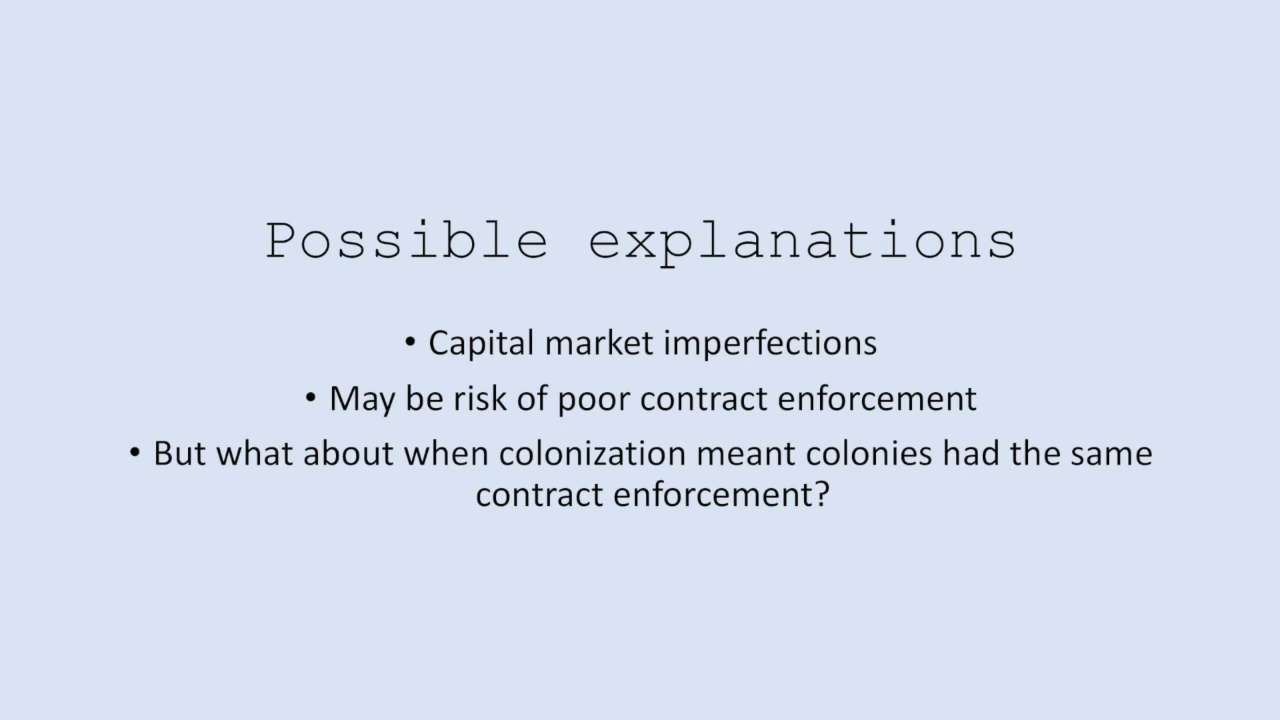 Possible explanations
• Capital market imperfections
• May be risk of poor contract enforcement
• But what about when colonization meant colonies had the same
contract enforcement?